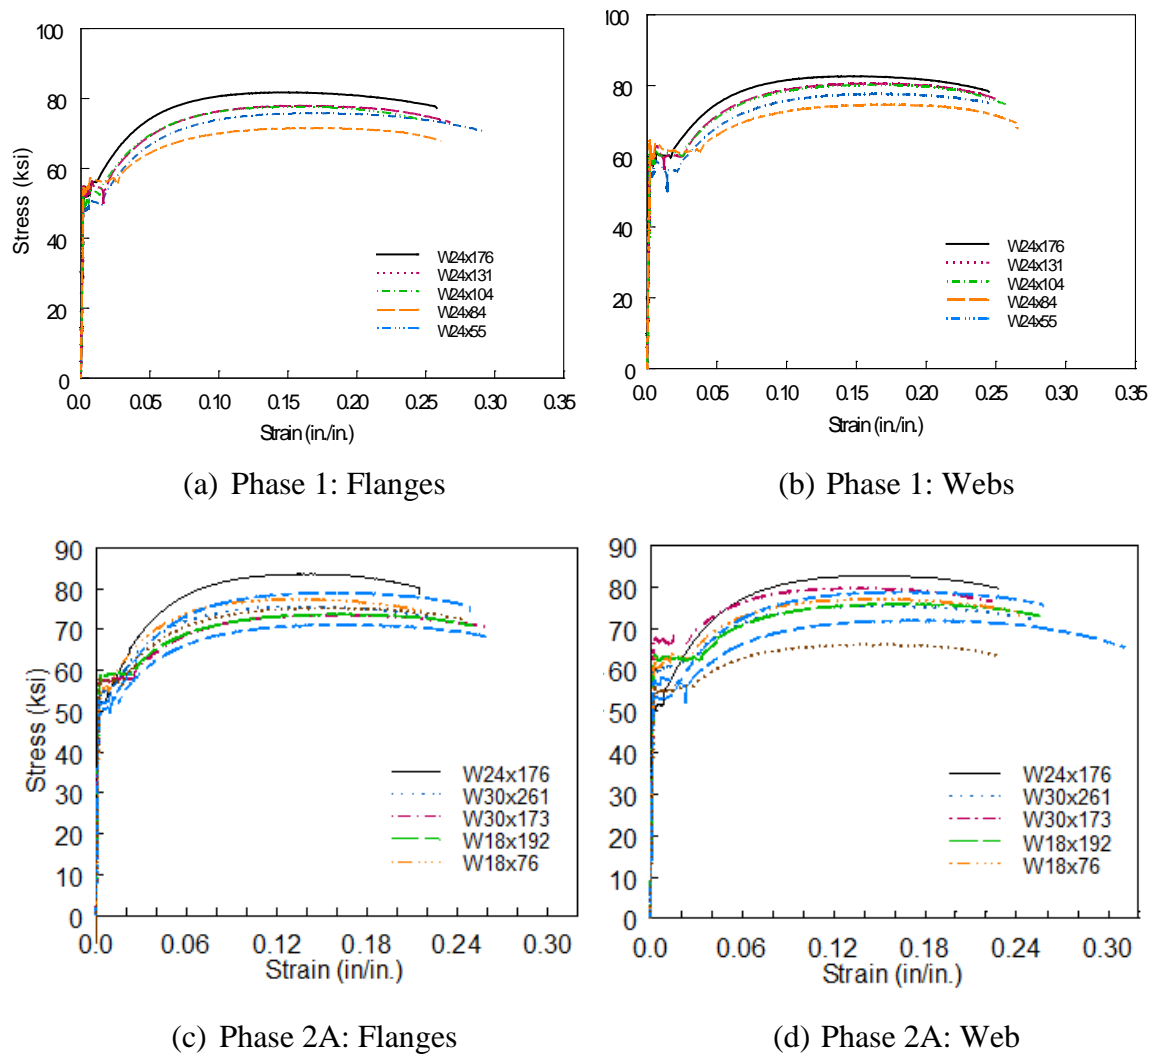 100
80
60
40
20
0
Stress (ksi)
W24x176
W24x131
W24x104
W24x84
W24x55
0.0 0.05 0.10 0.15 0.20 0.25 0.30 0.35
Strain (in./in.)
(a) Phase 1: Flanges
100
80
60
40
20
0
W24x176
W24x131
W24x104
W24x84
W24x55
0.0 0.05 0.10 0.15 0.20 0.25 0.30 0.35
Strain (in./in.)
(b) Phase 1: Webs
90
80
70
60
50
40
30
20
10
0
Stress (ksi)
W24x176
W30x261
W30x173
W18x192
W18x76
0.0 0.06 0.12 0.18 0.24 0.30
Strain (in/in.)
(c) Phase 2A: Flanges
90
80
70
60
50
40
30
20
10
0
W24x176
W30x261
W30x173
W18x192
W18x76
0.0 0.06 0.12 0.18 0.24 0.30
Strain (in/in.)
(d) Phase 2A: Web